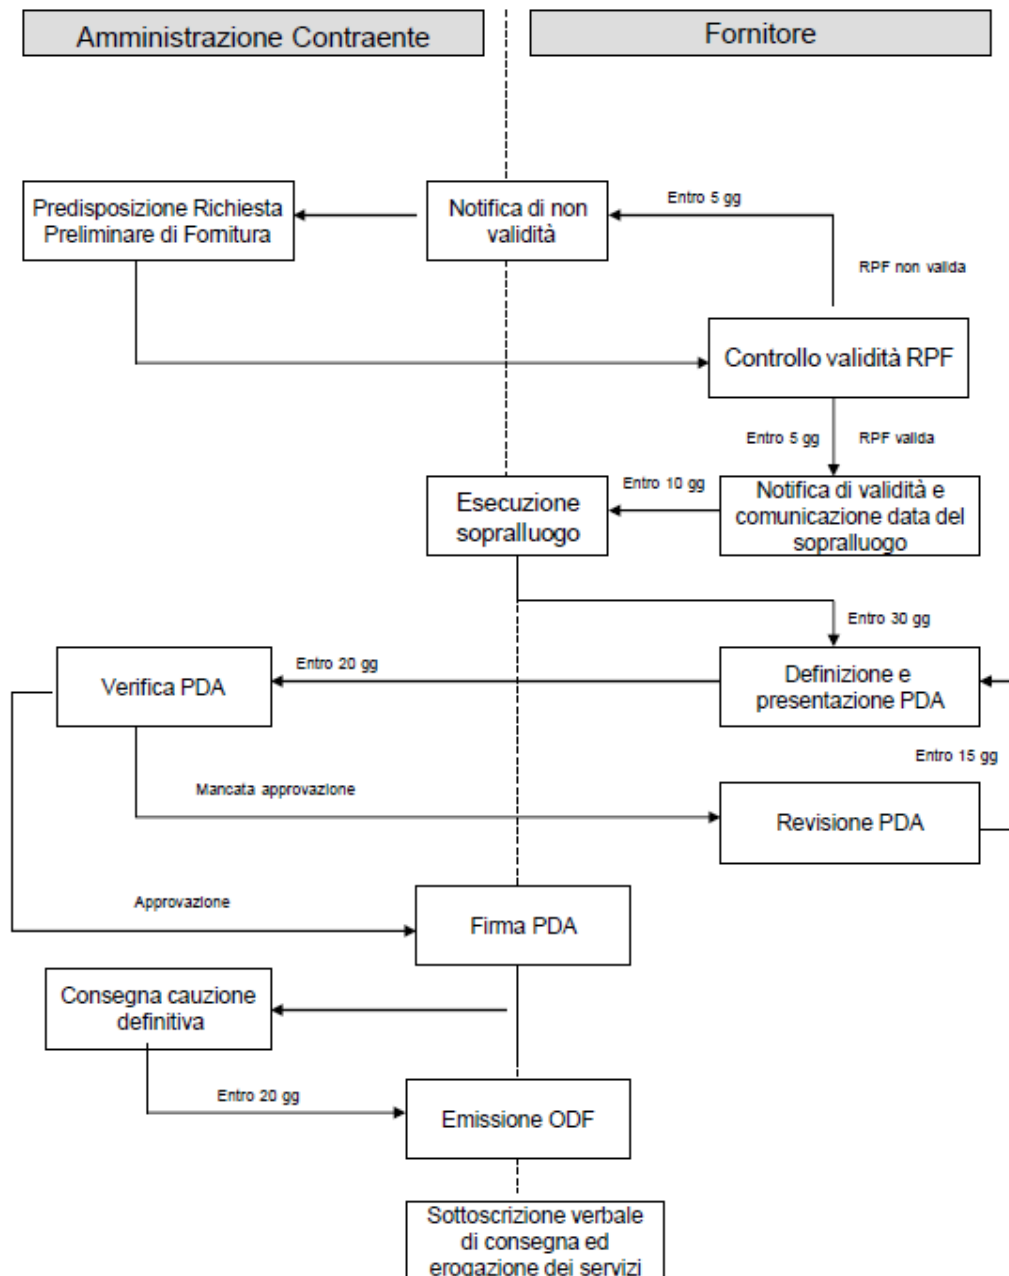 Amministrazione Contraente
Fornitore
Predisposizione Richiesta
Preliminare di Fornitura
Notifica di non
validità
Entro 5 gg
RPF non valida
Controllo validità RPF
Entro 5 gg
RPF valida
Esecuzione
sopralluogo
Entro 10 gg
Notifica di validità e
comunicazione data del
sopralluogo
Entro 30 gg
Verifica PDA
Entro 20 gg
Definizione e
presentazione PDA
Entro 15 gg
Mancata approvazione
Revisione PDA
Approvazione
Firma PDA
Consegna cauzione
definitiva
Entro 20 gg
Emissione ODF
Sottoscrizione verbale
di consegna ed
erogazione dei servizi